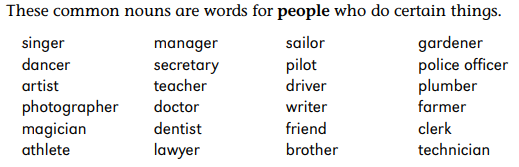 These common nouns are words for people who do certain things.
singer manager sailor gardener
dancer secretary pilot police officer
artist teacher driver plumber
photographer doctor writer farmer
magician dentist friend clerk
athlete lawyer brother technician